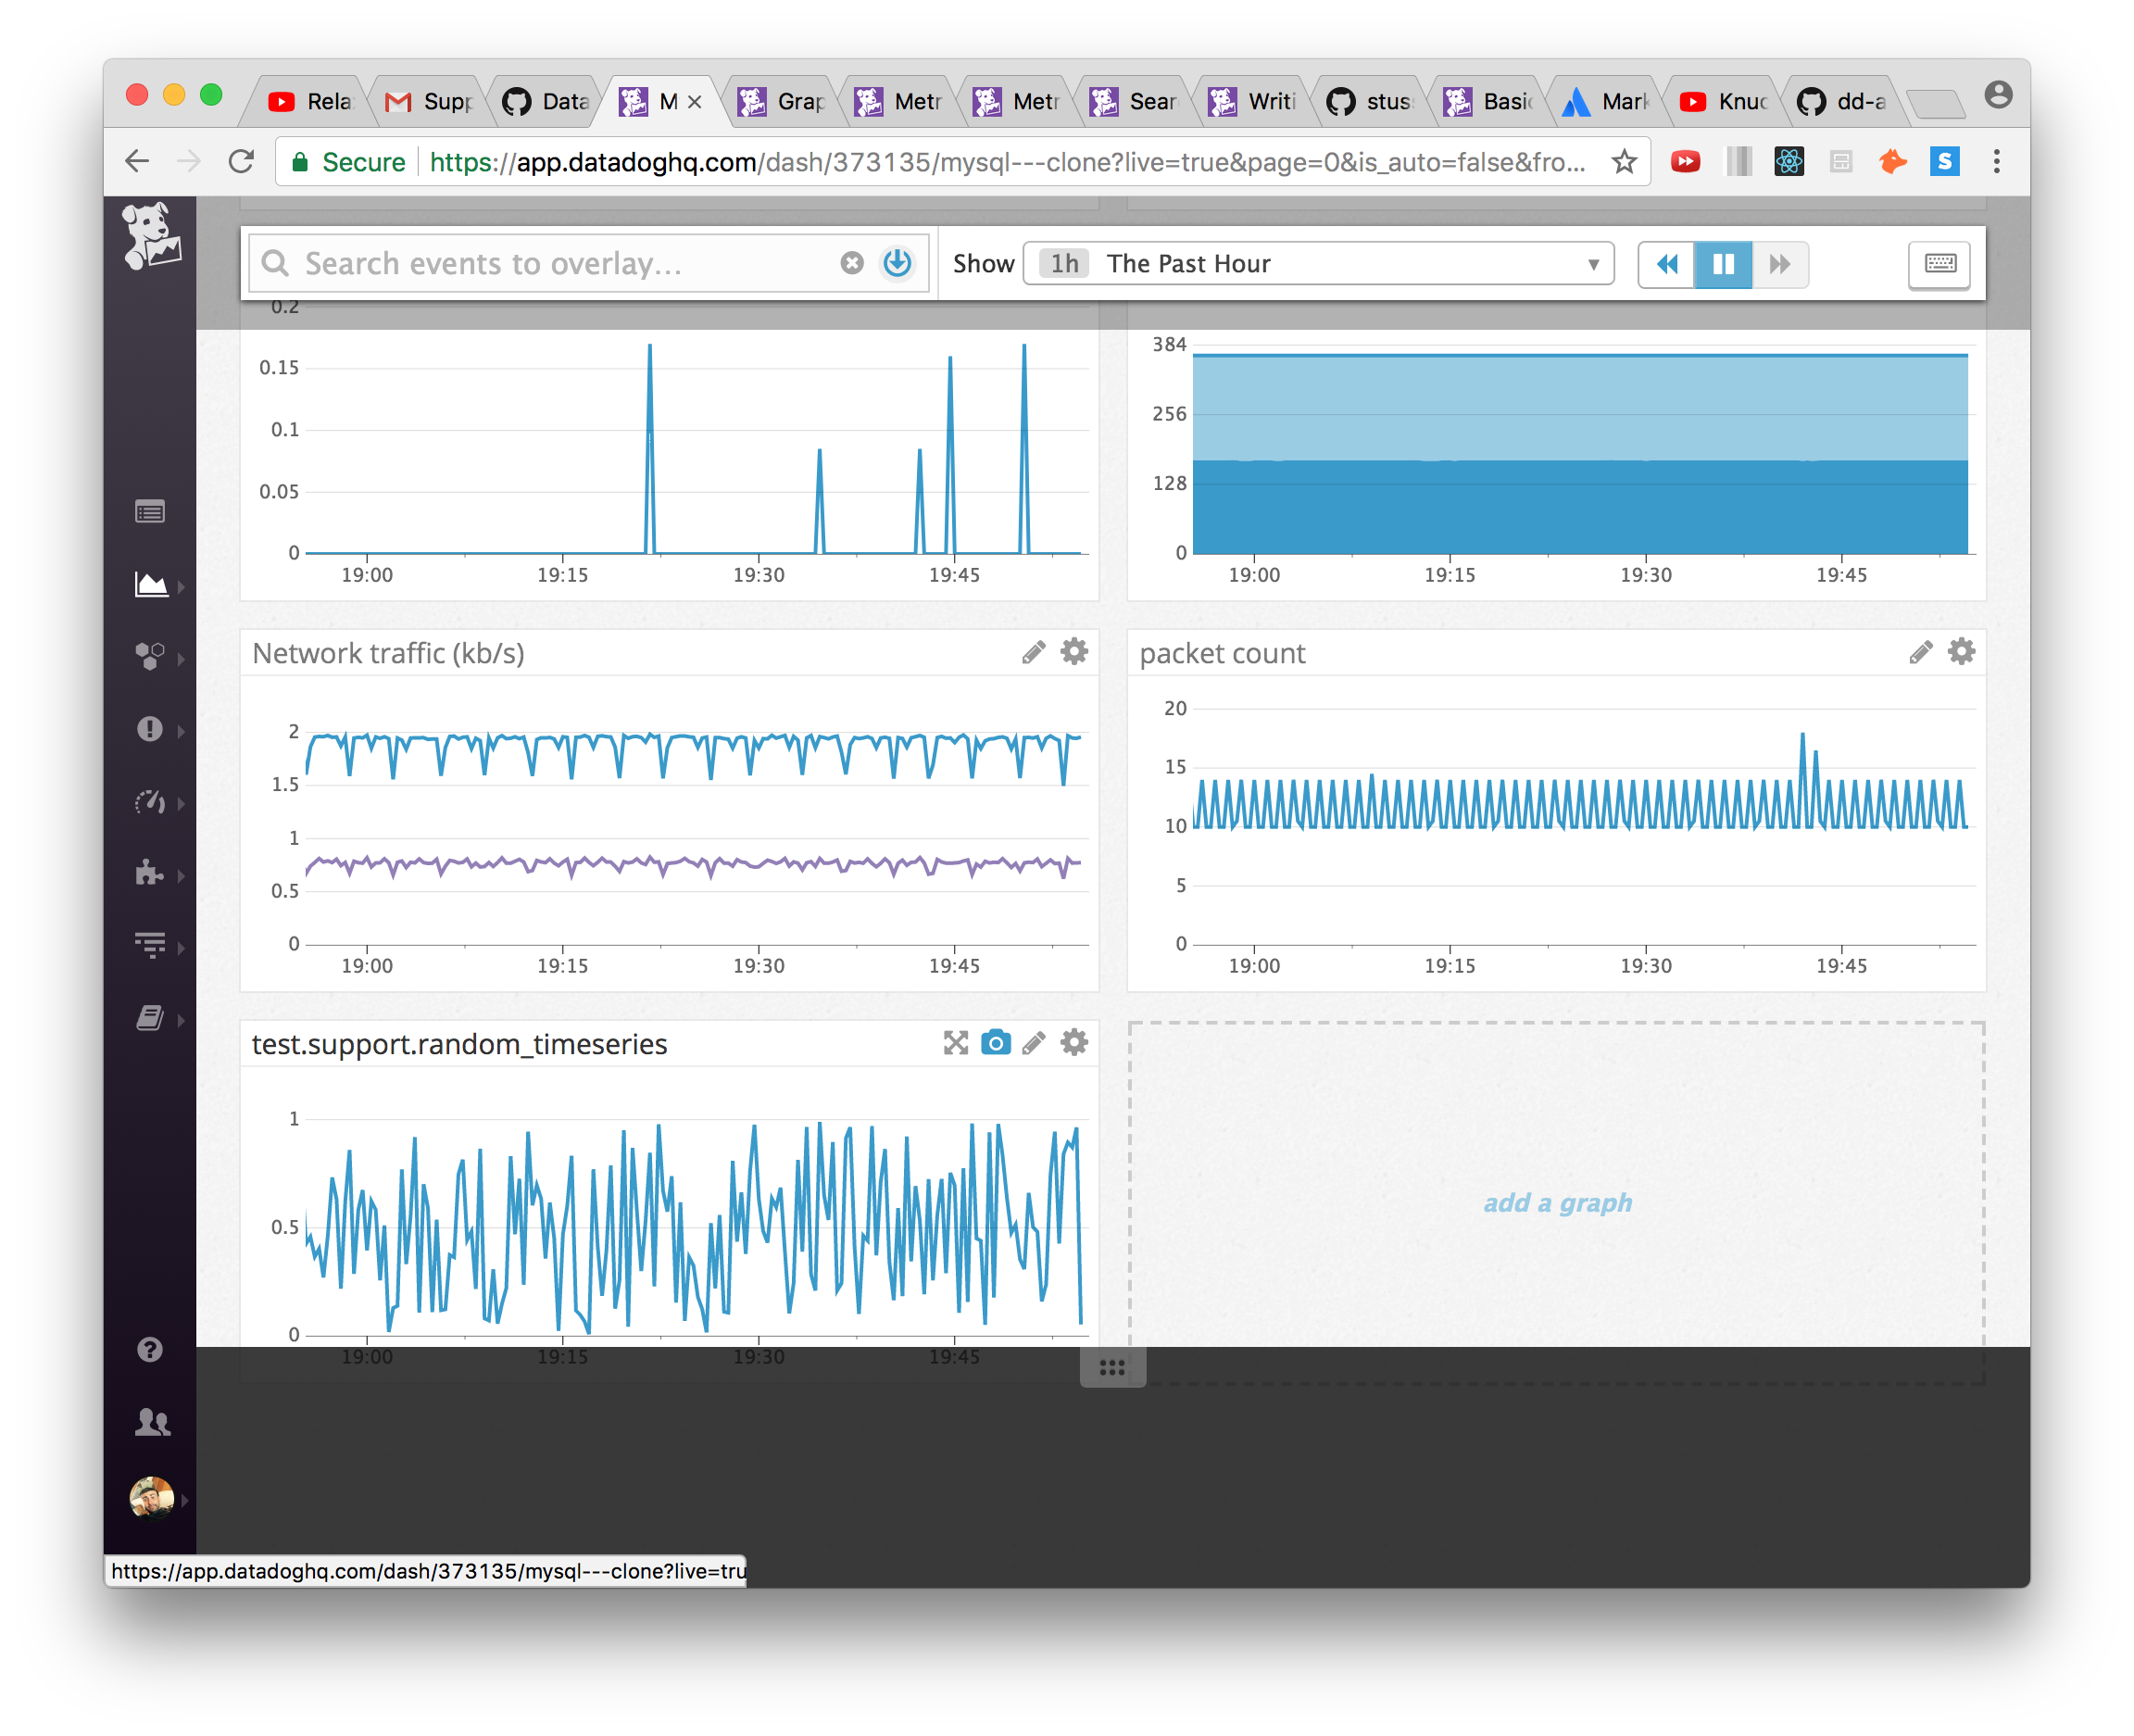 Rela
Supp
Data
M
Grap
Metr
Metr
Sear
Writi
stus
Basic
Mark
Knuc
dd-a
Secure
https://app.datadoghq.com/dash/373135/mysql---clone?live=true&page=0&is_auto=false&fro...
S
Search events to overlay...
Show
1h The Past Hour
0.2
0.15
0.1
0.05
0
19:00 19:15 19:30 19:45
384
256
128
0
19:00 19:15 19:30 19:45
Network traffic (kb/s)
2
1.5
1
0.5
0
19:00 19:15 19:30 19:45
packet count
20
15
10
5
0
19:00 19:15 19:30 19:45
test.support.random_timeseries
1
0.5
0
19:00 19:15 19:30 19:45
add a graph
https://app.datadoghq.com/dash/373135/mysql---clone?live=tru